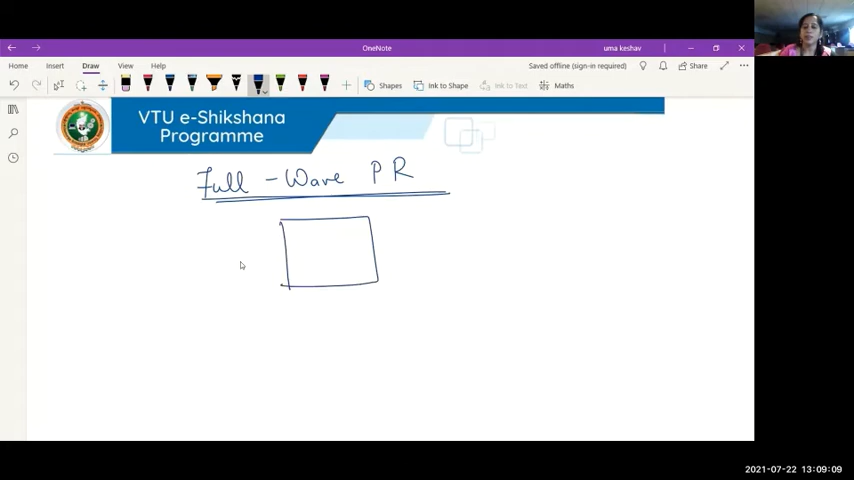 OneNote
uma keshav
Home Insert Draw View Help
Saved offline (sign-in required)
Share
Shapes
Ink to Shape
Ink to Text
Maths
VTU e-Shikshana
Programme
Full - Wave PR
2021-07-22 13:09:09